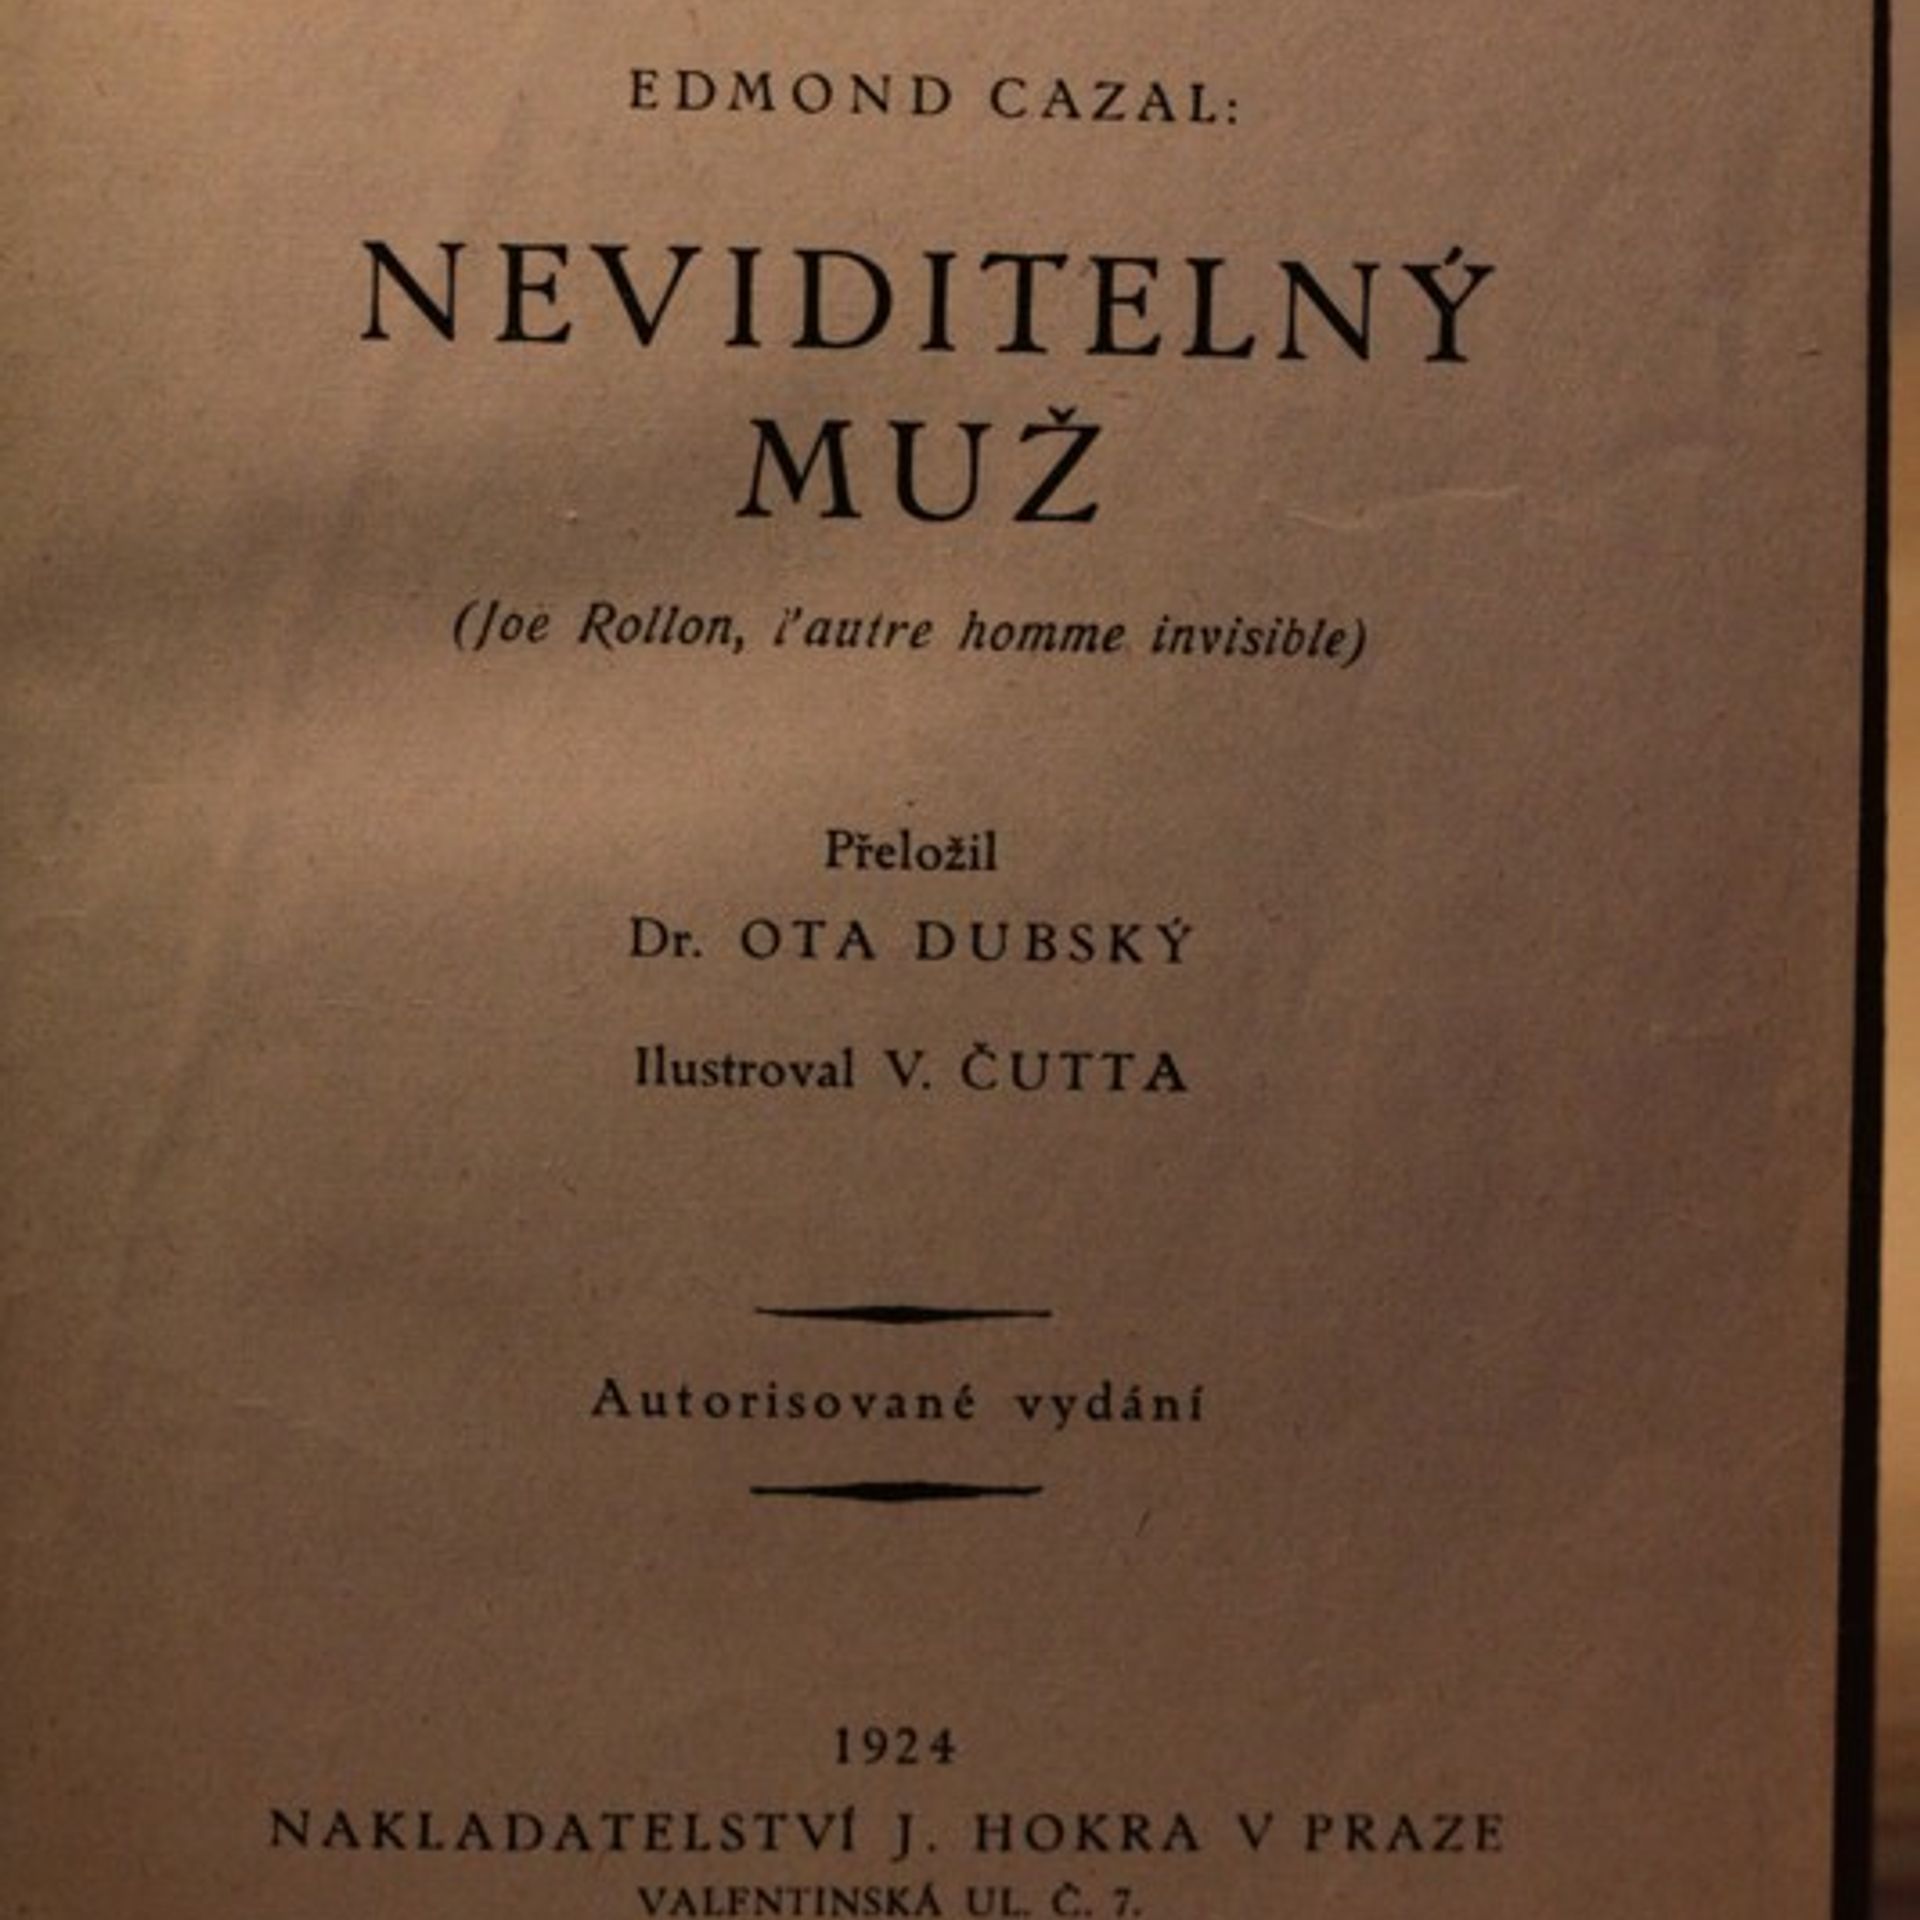 EDMOND CAZAL:
NEVIDITELNÝ
MUŽ
(Joe Rollon, l'autre homme invisible)
Přeložil
Dr. OTA DUBSKÝ
Ilustroval V. ČUTTA
Autorisované vydání
1924
NAKLADATELSTVÍ J. HOKRA V PRAZE
VALENTINSKÁ UL. Č. 7.